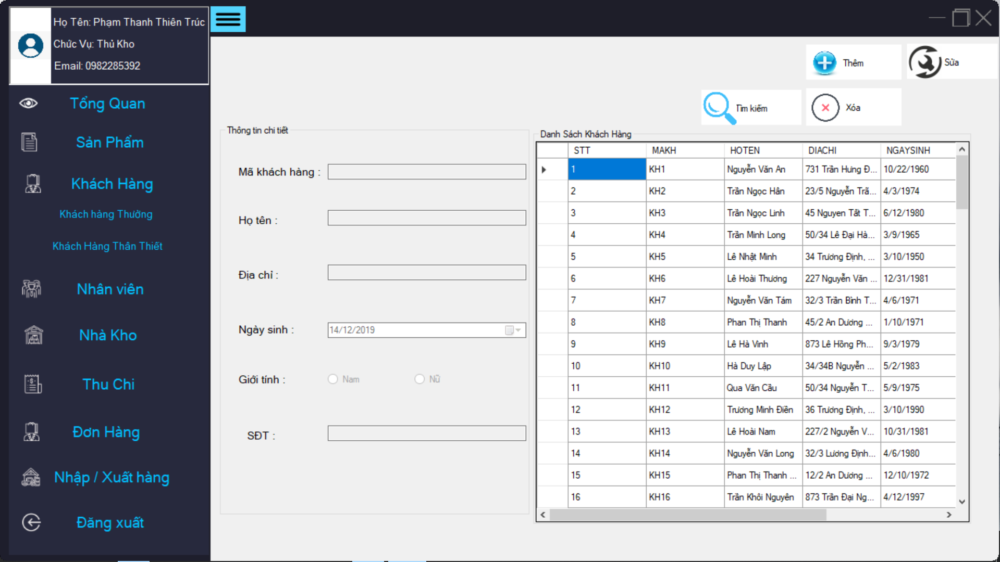 Họ Tên: Phạm Thanh Thiên Trúc
Chức Vụ: Thủ Kho
Email: 0982285392
Tổng Quan
Sản Phẩm
Khách Hàng
Khách hàng Thường
Khách Hàng Thân Thiết
Nhân viên
Nhà Kho
Thu Chi
Đơn Hàng
Nhập / Xuất hàng
Đăng xuất
Thêm
Sửa
Tìm kiếm
Xóa
Thông tin chi tiết
Mã khách hàng :
Họ tên :
Địa chỉ :
Ngày sinh : 14/12/2019
Giới tính : Nam Nữ
SĐT :
Danh Sách Khách Hàng
STT MAKH HOTEN DIACHI NGAYSINH
1 KH1 Nguyễn Văn An 731 Trần Hưng Đ... 10/22/1960
2 KH2 Trần Ngọc Hân 23/5 Nguyễn Trã... 4/3/1974
3 KH3 Trần Ngọc Linh 45 Nguyen Tất T... 6/12/1980
4 KH4 Trần Minh Long 50/34 Lê Đại Hà... 3/9/1965
5 KH5 Lê Nhật Minh 34 Trương Định, ... 3/10/1950
6 KH6 Lê Hoài Thương 227 Nguyễn Văn ... 12/31/1981
7 KH7 Nguyễn Văn Tám 32/3 Trần Bình T... 4/6/1971
8 KH8 Phan Thị Thanh 45/2 An Dương ... 1/10/1971
9 KH9 Lê Hà Vinh 873 Lê Hồng Ph... 9/3/1979
10 KH10 Hà Duy Lập 34/34B Nguyễn ... 5/2/1983
11 KH11 Qua Văn Cầu 50/34 Nguyễn T... 5/9/1975
12 KH12 Trương Minh Điền 36 Trương Định, ... 3/10/1990
13 KH13 Lê Hoài Nam 227/2 Nguyễn V... 10/31/1981
14 KH14 Nguyễn Văn Long 32/3 Lương Định... 4/6/1980
15 KH15 Phan Thị Thanh ... 12/2 An Dương ... 12/10/1972
16 KH16 Trần Khôi Nguyên 873 Trần Đại Ng... 4/12/1997